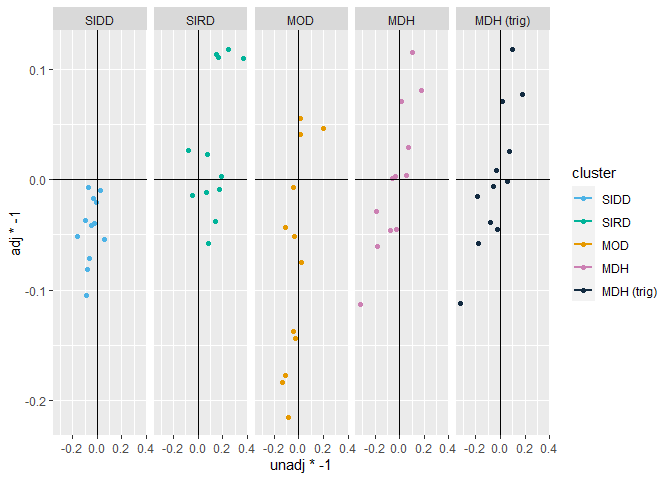 SIDD SIRD MOD MDH MDH (trig)
0.1
0.0
-0.1
-0.2
adj * -1
-0.2 0.0 0.2 0.4 -0.2 0.0 0.2 0.4 -0.2 0.0 0.2 0.4 -0.2 0.0 0.2 0.4 -0.2 0.0 0.2 0.4
unadj * -1
cluster
SIDD
SIRD
MOD
MDH
MDH (trig)